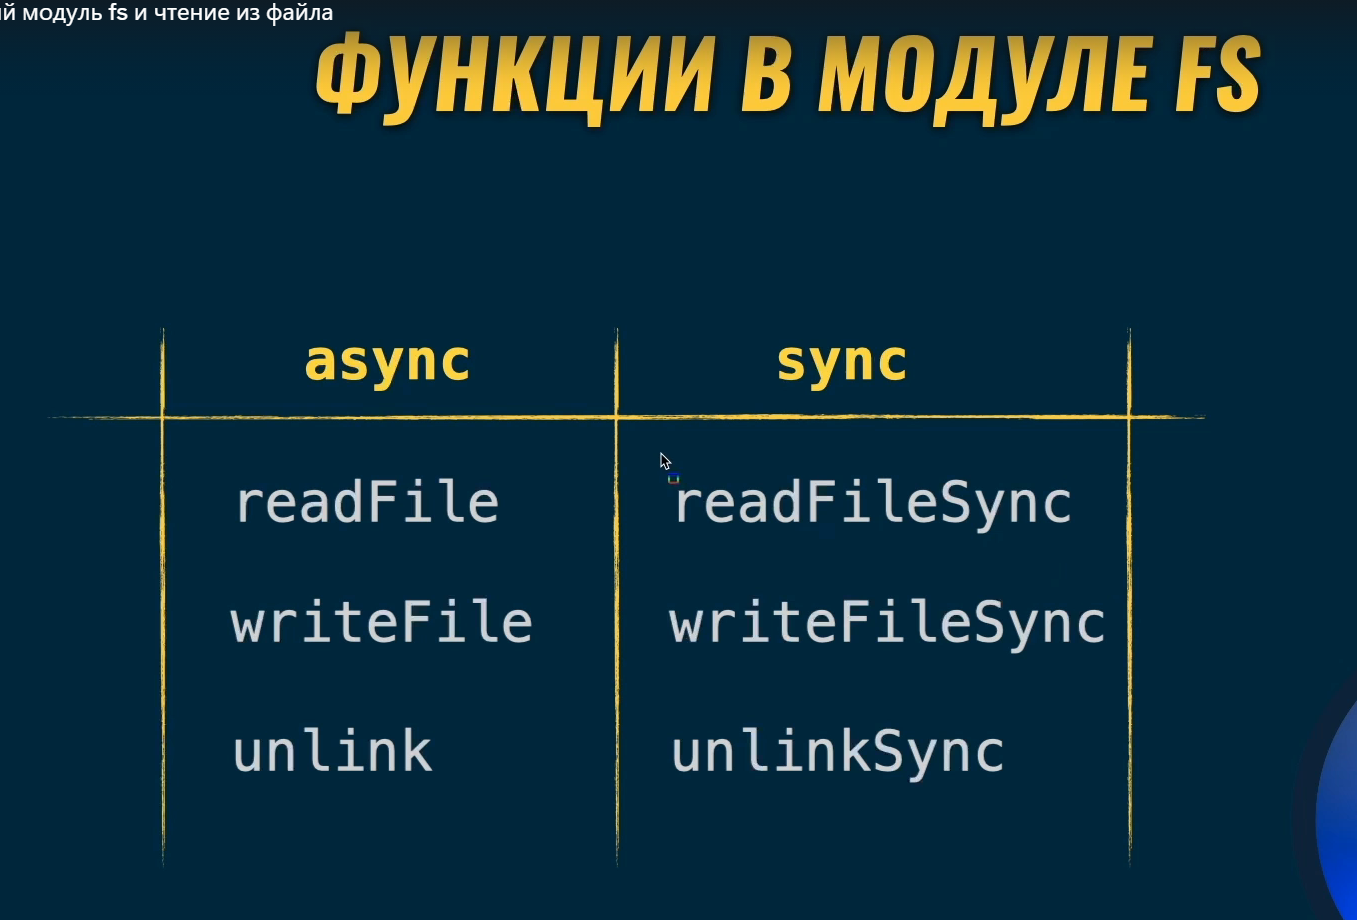 й модуль fs и чтение из файла
ФУНКЦИИ В МОДУЛЕ FS
async sync
readFile readFileSync
writeFile writeFileSync
unlink unlinkSync